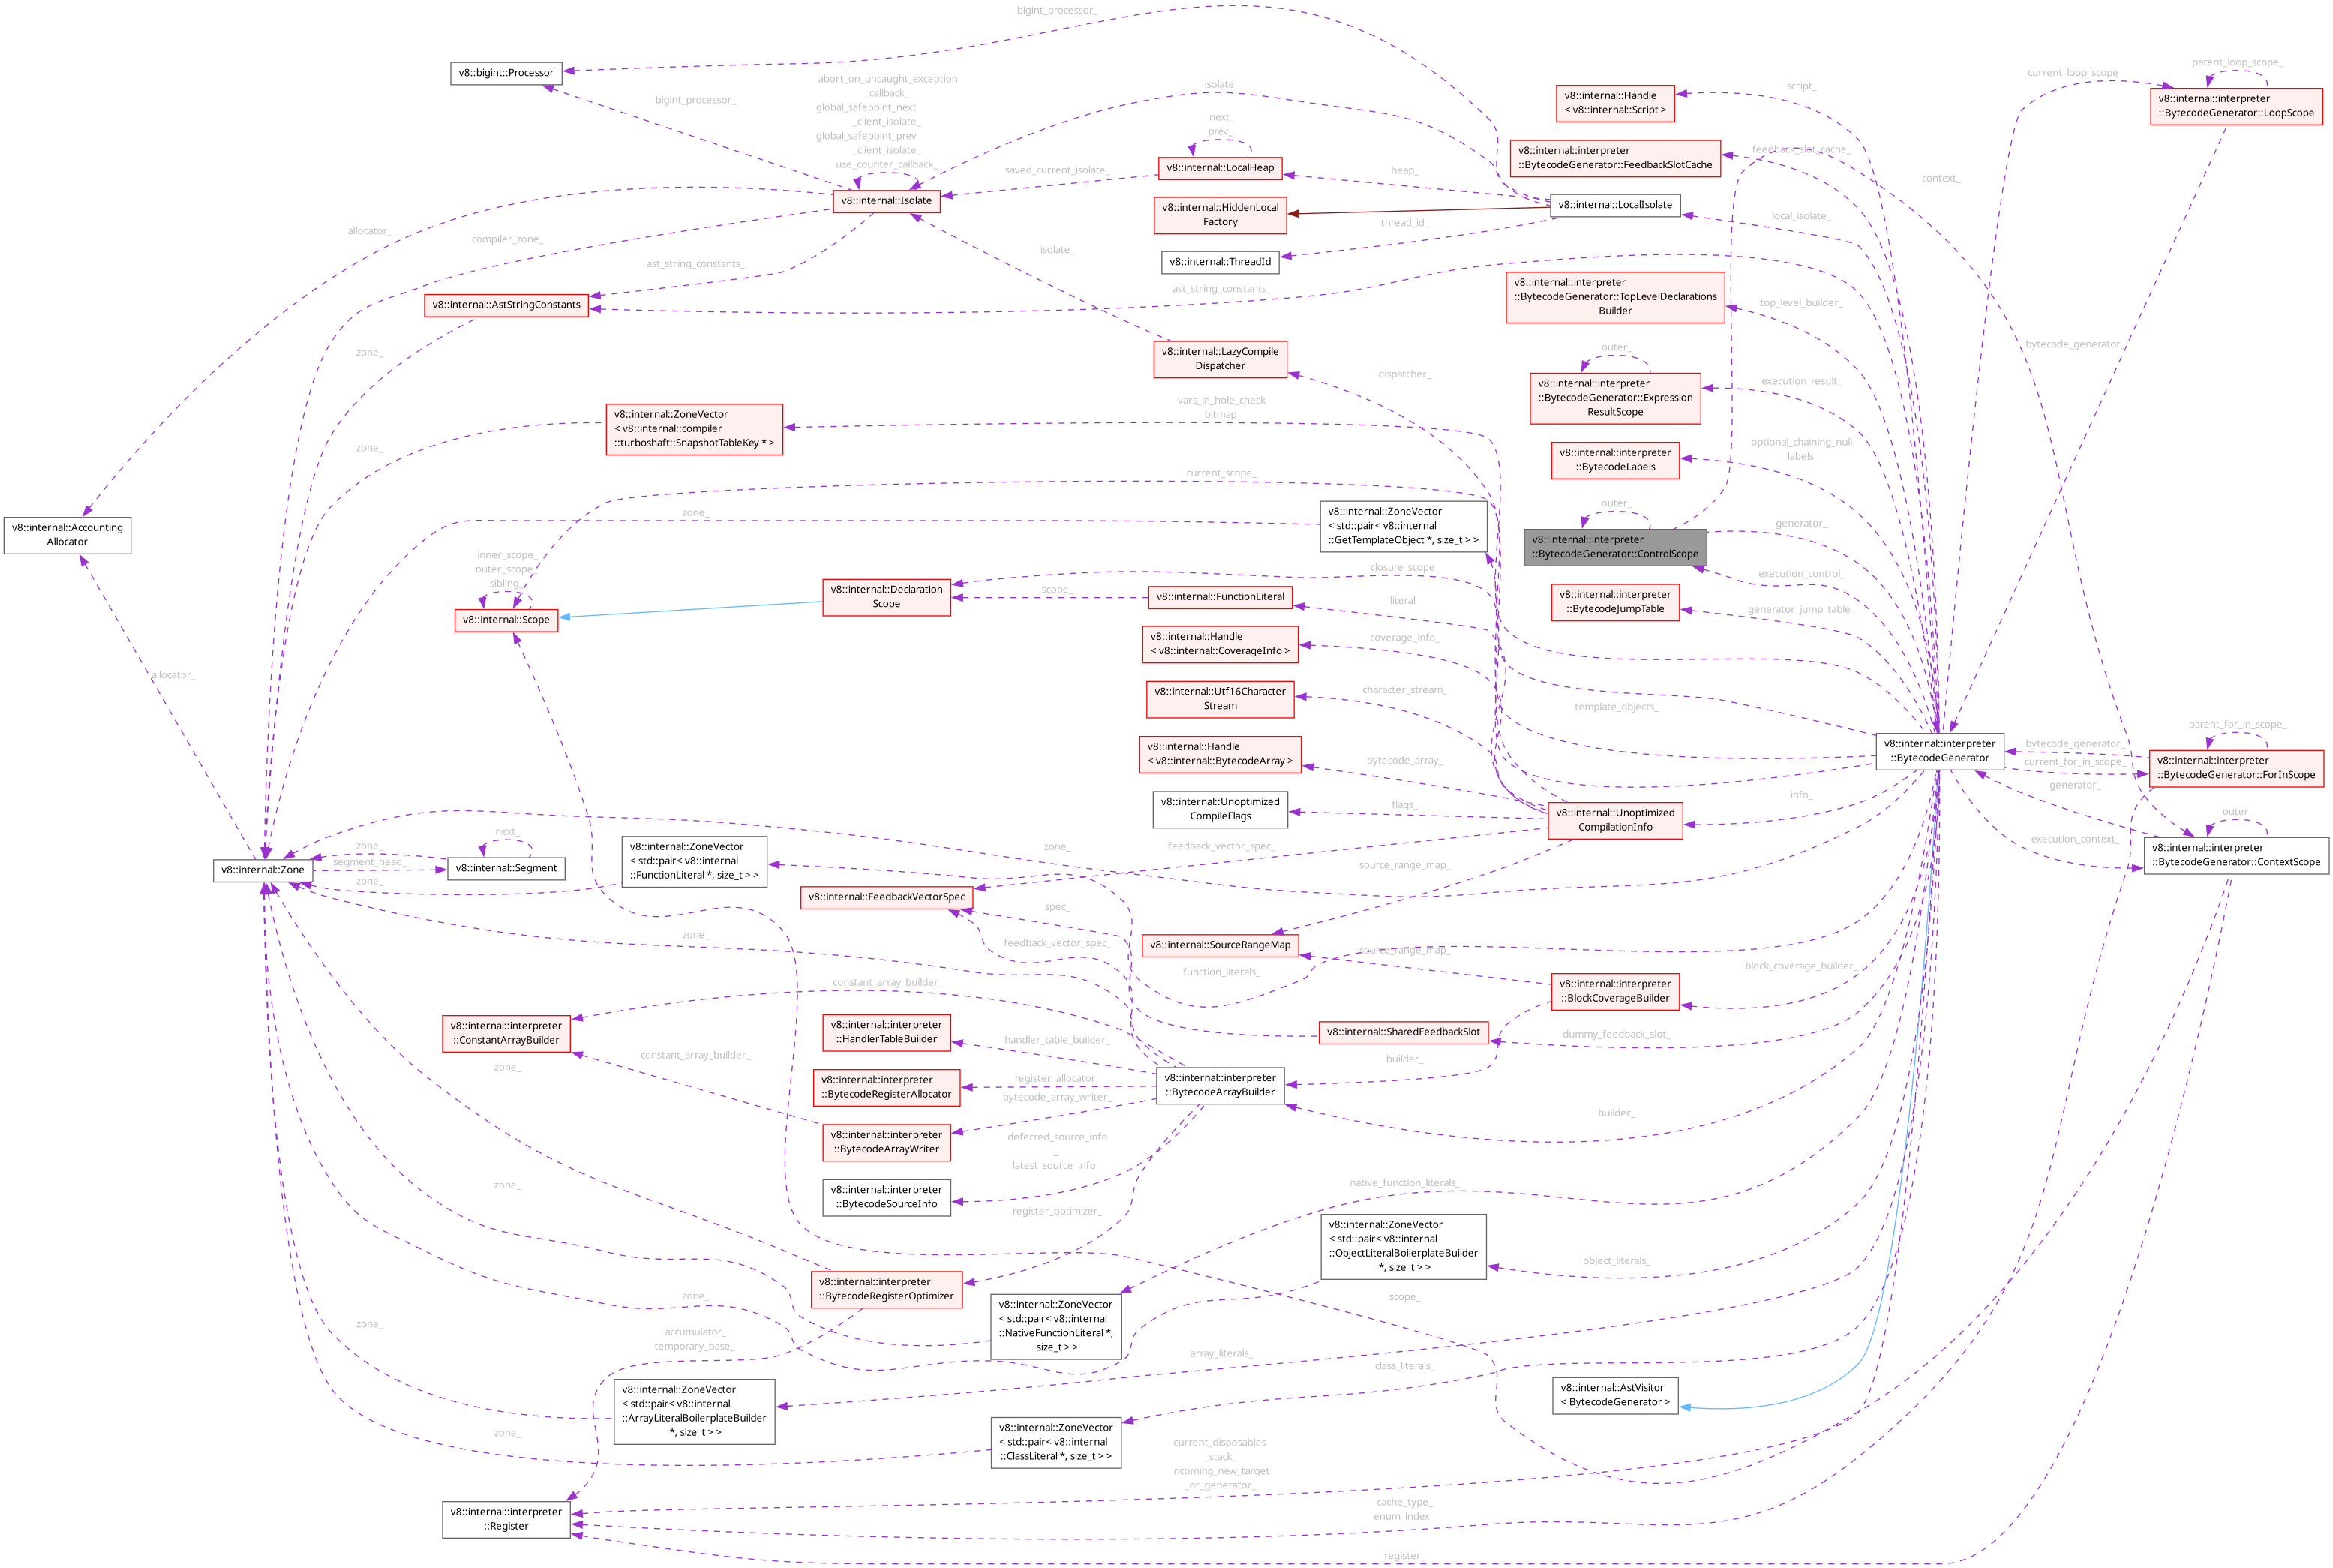 bigint_processor_
v8::bigint::Processor
abort_on_uncaught_exception
_callback_
global_safepoint_next
_client_isolate_
global_safepoint_prev
_client_isolate_
use_counter_callback_
bigint_processor_
isolate_
next_
prev_
v8::internal::Handle
< v8::internal::Script >
script_
current_loop_scope_
parent_loop_scope_
v8::internal::interpreter
::BytecodeGenerator::LoopScope
v8::internal::interpreter
::BytecodeGenerator::FeedbackSlotCache
feedback_slot_cache_
context_
v8::internal::Isolate
saved_current_isolate_
v8::internal::LocalHeap
heap_
v8::internal::LocalIsolate
local_isolate_
v8::internal::HiddenLocal
Factory
thread_id_
v8::internal::ThreadId
allocator_
compiler_zone_
ast_string_constants_
isolate_
ast_string_constants_
v8::internal::AstStringConstants
v8::internal::interpreter
::BytecodeGenerator::TopLevelDeclarations
Builder
top_level_builder_
bytecode_generator_
zone_
v8::internal::LazyCompile
Dispatcher
dispatcher_
outer_
v8::internal::interpreter
::BytecodeGenerator::Expression
ResultScope
execution_result_
v8::internal::ZoneVector
< v8::internal::compiler
::turboshaft::SnapshotTableKey * >
vars_in_hole_check
_bitmap_
zone_
v8::internal::interpreter
::BytecodeLabels
optional_chaining_null
_labels_
current_scope_
v8::internal::Accounting
Allocator
zone_
v8::internal::ZoneVector
< std::pair< v8::internal
::GetTemplateObject *, size_t > >
outer_
v8::internal::interpreter
::BytecodeGenerator::ControlScope
generator_
execution_control_
inner_scope_
outer_scope_
sibling_
v8::internal::Scope
v8::internal::Declaration
Scope
scope_
v8::internal::FunctionLiteral
closure_scope_
literal_
v8::internal::interpreter
::BytecodeJumpTable
generator_jump_table_
v8::internal::Handle
< v8::internal::CoverageInfo >
coverage_info_
allocator_
v8::internal::Utf16Character
Stream
character_stream_
template_objects_
v8::internal::Handle
< v8::internal::BytecodeArray >
bytecode_array_
v8::internal::interpreter
::BytecodeGenerator
bytecode_generator_
current_for_in_scope_
parent_for_in_scope_
v8::internal::interpreter
::BytecodeGenerator::ForInScope
v8::internal::Unoptimized
CompileFlags
flags_
v8::internal::Unoptimized
CompilationInfo
info_
generator_
outer_
v8::internal::interpreter
::BytecodeGenerator::ContextScope
execution_context_
v8::internal::Zone
zone_
segment_head_
next_
v8::internal::Segment
zone_
v8::internal::ZoneVector
< std::pair< v8::internal
::FunctionLiteral *, size_t > >
zone_
feedback_vector_spec_
source_range_map_
v8::internal::FeedbackVectorSpec
spec_
feedback_vector_spec_
zone_
v8::internal::SourceRangeMap
source_range_map_
function_literals_
v8::internal::interpreter
::BlockCoverageBuilder
block_coverage_builder_
constant_array_builder_
v8::internal::interpreter
::ConstantArrayBuilder
v8::internal::interpreter
::HandlerTableBuilder
handler_table_builder_
v8::internal::SharedFeedbackSlot
dummy_feedback_slot_
builder_
constant_array_builder_
zone_
v8::internal::interpreter
::BytecodeRegisterAllocator
register_allocator_
bytecode_array_writer_
v8::internal::interpreter
::BytecodeArrayBuilder
builder_
v8::internal::interpreter
::BytecodeArrayWriter
deferred_source_info
_
latest_source_info_
v8::internal::interpreter
::BytecodeSourceInfo
register_optimizer_
zone_
native_function_literals_
v8::internal::ZoneVector
< std::pair< v8::internal
::ObjectLiteralBoilerplateBuilder
*, size_t > >
object_literals_
v8::internal::interpreter
::BytecodeRegisterOptimizer
zone_
v8::internal::ZoneVector
< std::pair< v8::internal
::NativeFunctionLiteral *,
size_t > >
scope_
zone_
accumulator_
temporary_base_
array_literals_
class_literals_
v8::internal::ZoneVector
< std::pair< v8::internal
::ArrayLiteralBoilerplateBuilder
*, size_t > >
v8::internal::AstVisitor
< BytecodeGenerator >
zone_
v8::internal::ZoneVector
< std::pair< v8::internal
::ClassLiteral *, size_t > >
current_disposables
_stack_
incoming_new_target
_or_generator_
v8::internal::interpreter
::Register
cache_type_
enum_index_
register_